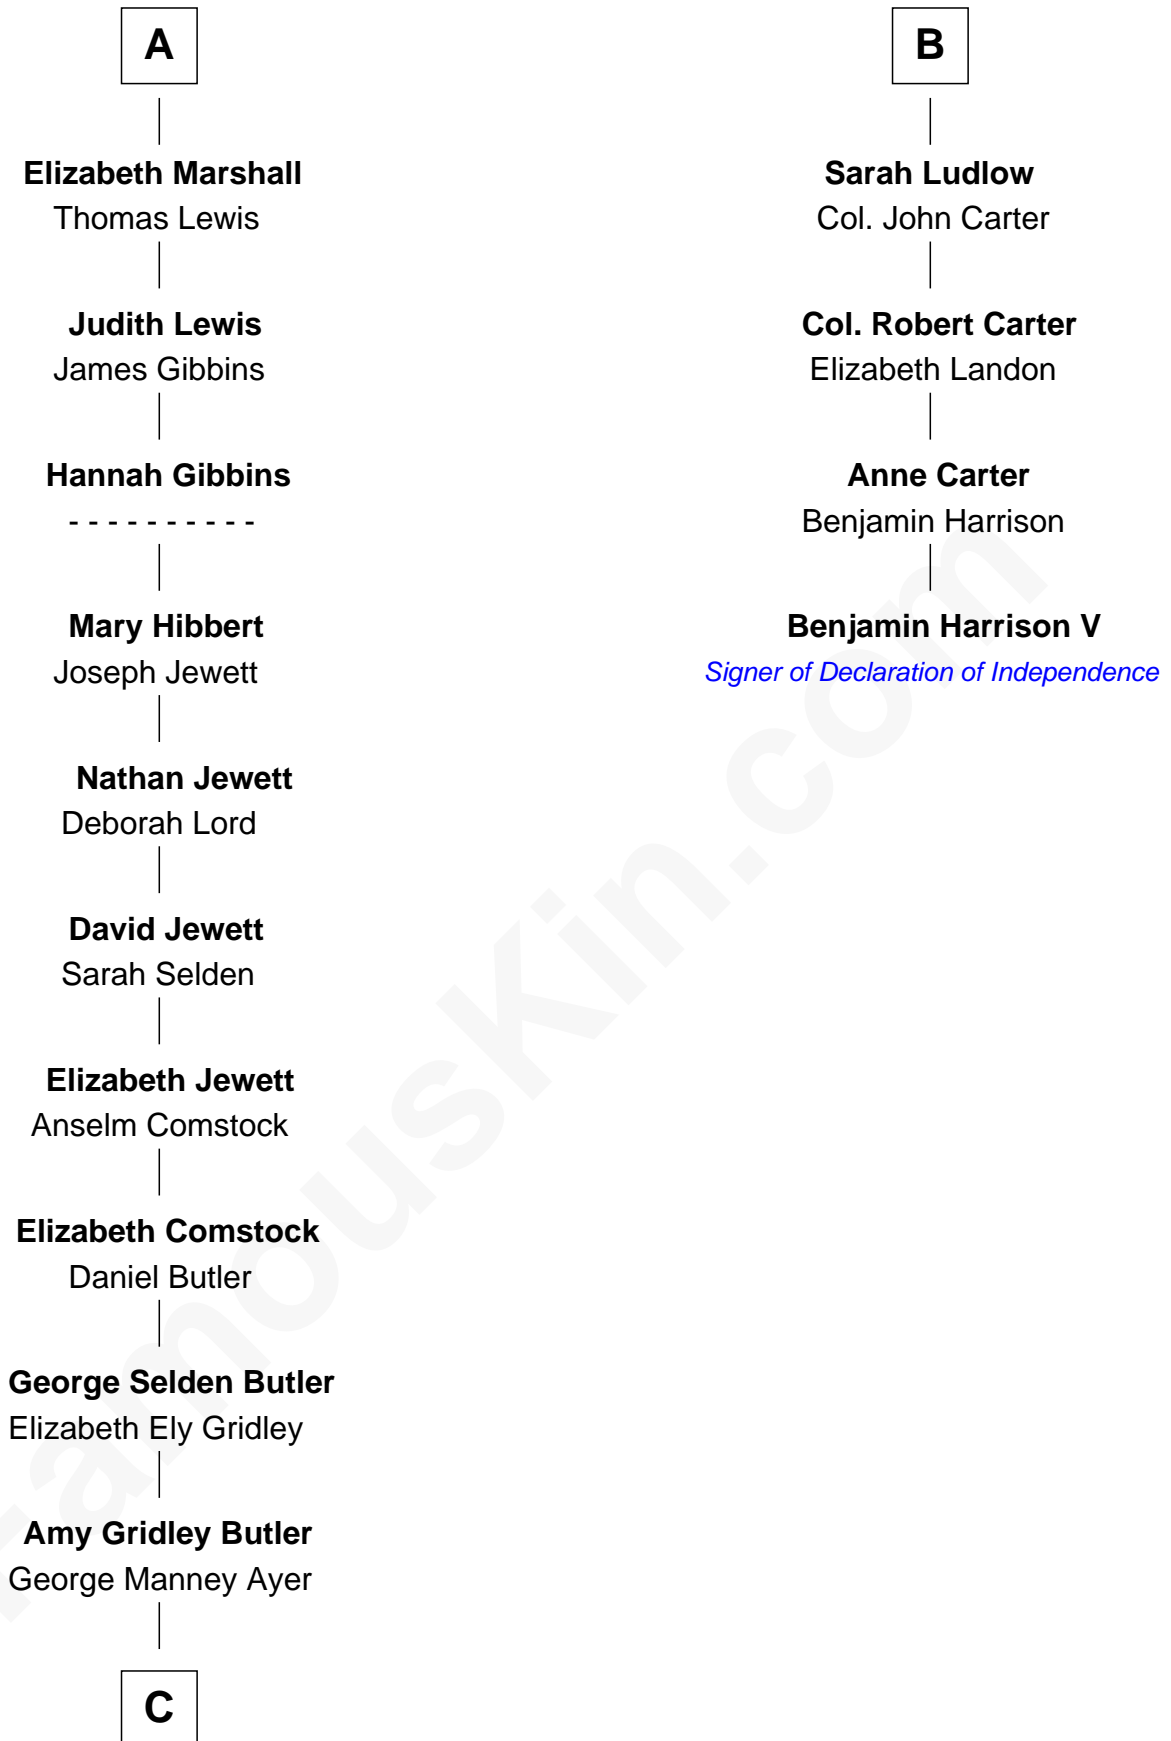 A
Elizabeth Marshall
Thomas Lewis
Judith Lewis
James Gibbins
Hannah Gibbins
- - - - - - - - - -
Mary Hibbert
Joseph Jewett
Nathan Jewett
Deborah Lord
David Jewett
Sarah Selden
Elizabeth Jewett
Anselm Comstock
Elizabeth Comstock
Daniel Butler
George Selden Butler
Elizabeth Ely Gridley
Amy Gridley Butler
George Manney Ayer
C
B
Sarah Ludlow
Col. John Carter
Col. Robert Carter
Elizabeth Landon
Anne Carter
Benjamin Harrison
Benjamin Harrison V
Signer of Declaration of Independence
FamousKin.com